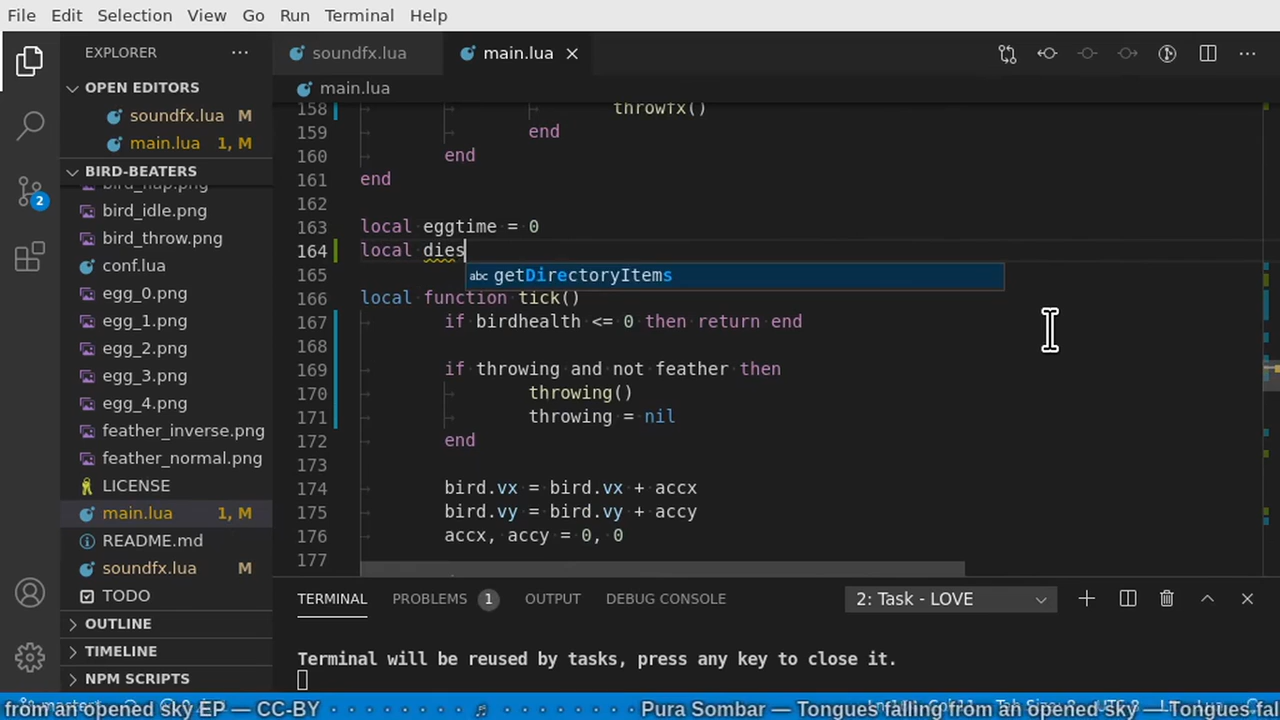 File Edit Selection View Go Run Terminal Help
EXPLORER ···
soundfx.lua main.lua
OPEN EDITORS
main.lua
soundfx.lua M
main.lua 1, M
BIRD-BEATERS
bird_flap.png
bird_idle.png
bird_throw.png
conf.lua
egg_0.png
egg_1.png
egg_2.png
egg_3.png
egg_4.png
feather_inverse.png
feather_normal.png
LICENSE
main.lua 1, M
README.md
soundfx.lua M
TODO
OUTLINE
TIMELINE
NPM SCRIPTS
2
158 throwfx()
159 end
160 end
161 end
162
163 local eggtime = 0
164 local dies
abc getDirectoryItems
165
166 local function tick()
167 if birdhealth <= 0 then return end
168
169 if throwing and not feather then
170 throwing()
171 throwing = nil
172 end
173
174 bird.vx = bird.vx + accx
175 bird.vy = bird.vy + accy
176 accx, accy = 0, 0
177
TERMINAL PROBLEMS 1 OUTPUT DEBUG CONSOLE 2: Task - LOVE
Terminal will be reused by tasks, press any key to close it.
from an opened sky EP — CC-BY ♬ Pura Sombar — Tongues falling from an opened sky — Tongues fal